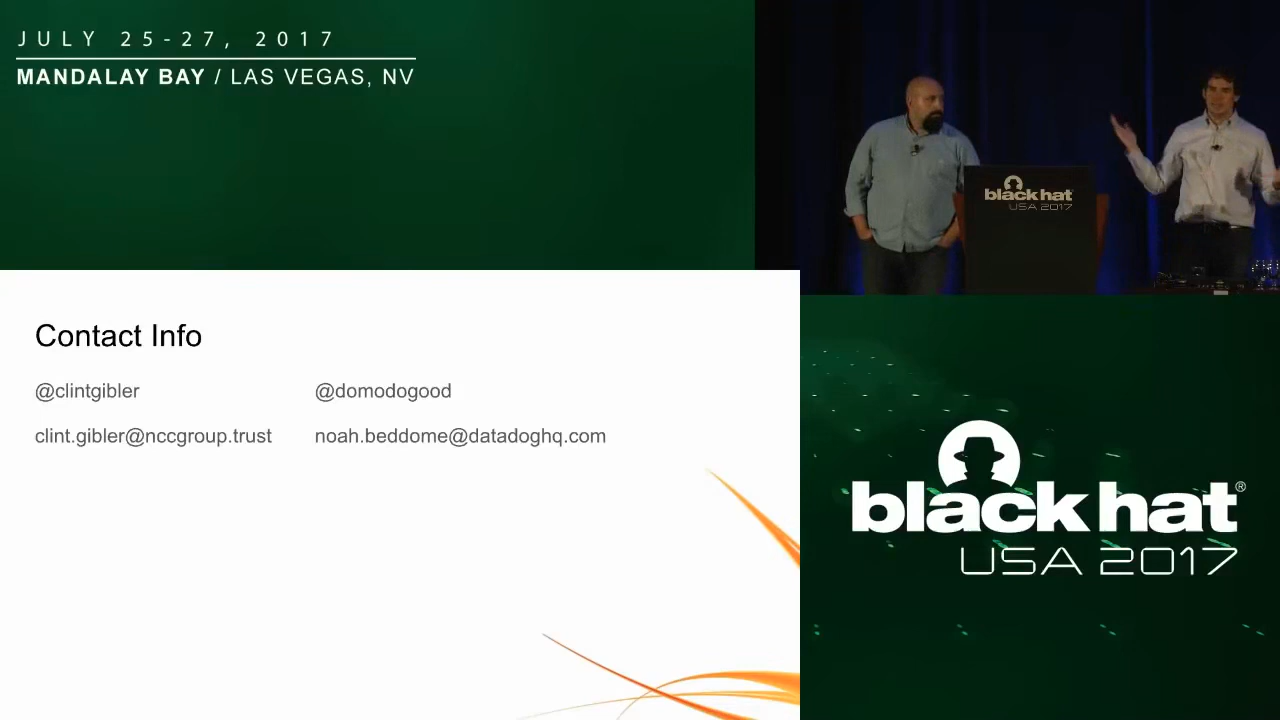 JULY 25-27, 2017
MANDALAY BAY / LAS VEGAS, NV
black hat
USA 2017
Contact Info
@clintgibler
@domodogood
clint.gibler@nccgroup.trust
noah.beddome@datadoghq.com
black hat®
USA 2017